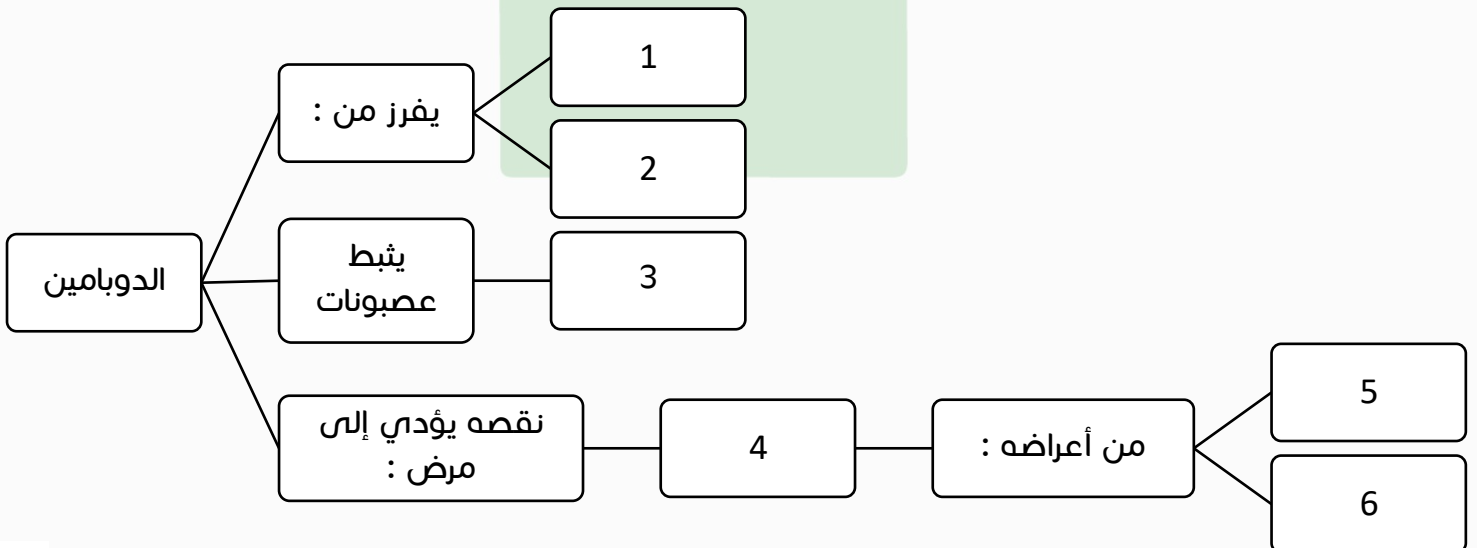 الدوبامين
يفرز من :
1
2
يثبط
عصبونات
3
نقصه يؤدي إلى
مرض :
4
من أعراضه :
5
6